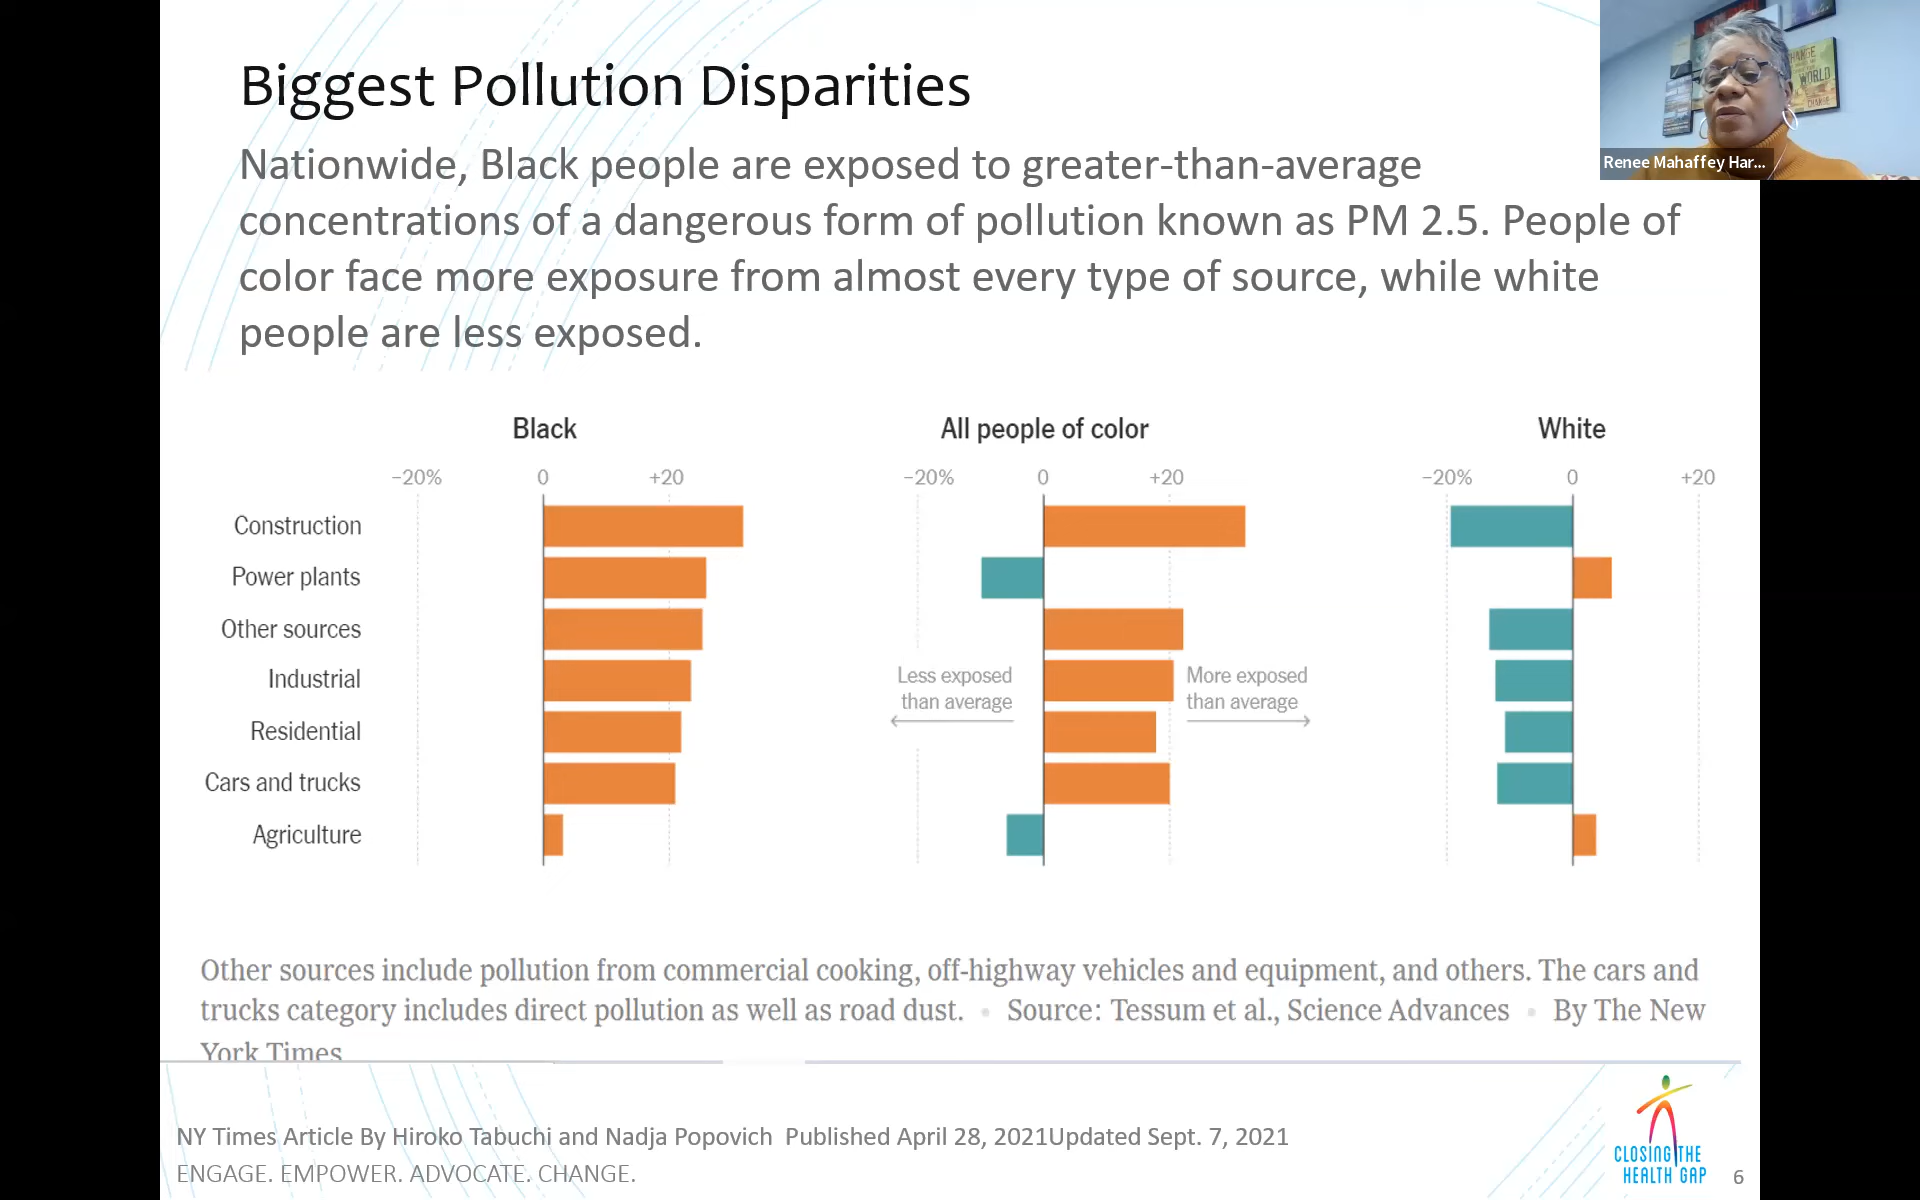 Biggest Pollution Disparities
Nationwide, Black people are exposed to greater-than-average
concentrations of a dangerous form of pollution known as PM 2.5. People of
color face more exposure from almost every type of source, while white
people are less exposed.
CHANGE
WORLD
CHANGE
Renee Mahaffey Har...
Black
All people of color
White
−20% 0 +20
−20% 0 +20
−20% 0 +20
Construction
Power plants
Other sources
Industrial
Residential
Cars and trucks
Agriculture
Less exposed
than average
More exposed
than average
Other sources include pollution from commercial cooking, off-highway vehicles and equipment, and others. The cars and
trucks category includes direct pollution as well as road dust. • Source: Tessum et al., Science Advances • By The New
York Times
NY Times Article By Hiroko Tabuchi and Nadja Popovich Published April 28, 2021Updated Sept. 7, 2021
ENGAGE. EMPOWER. ADVOCATE. CHANGE.
CLOSING THE
HEALTH GAP
6